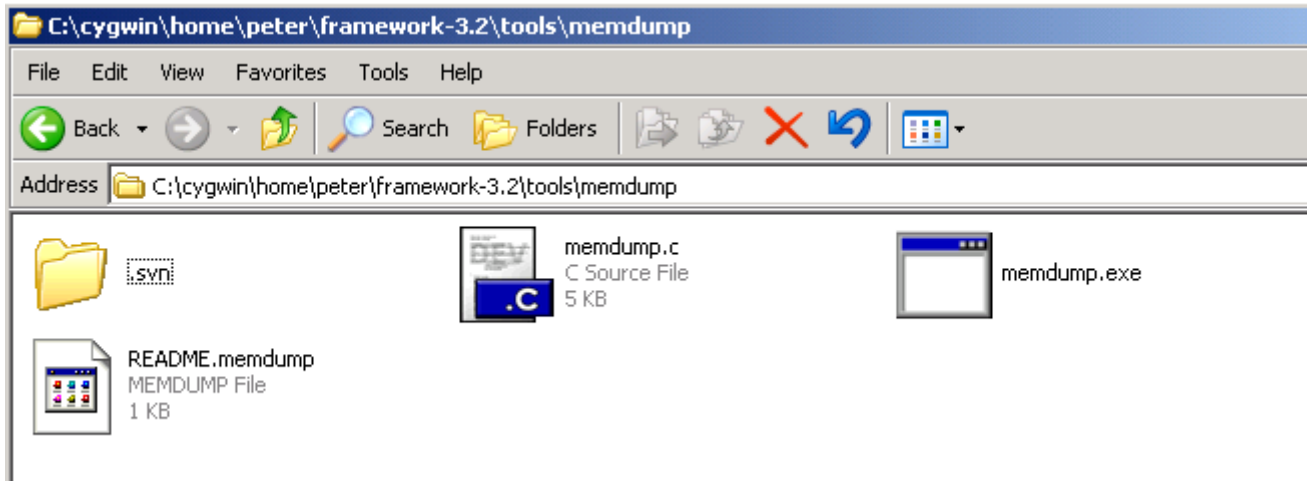 C:\cygwin\home\peter\framework-3.2\tools\memdump
File Edit View Favorites Tools Help
Back Search Folders
Address C:\cygwin\home\peter\framework-3.2\tools\memdump
.svn
memdump.c
C Source File
5 KB
DEV
.C
memdump.exe
README.memdump
MEMDUMP File
1 KB